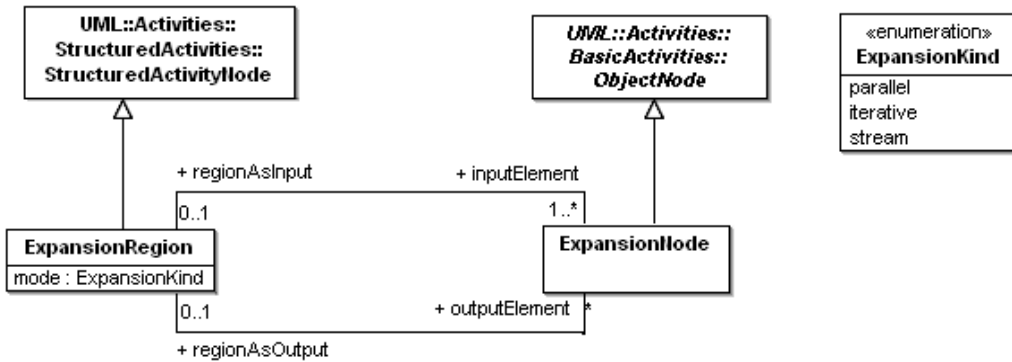 UML::Activities::
StructuredActivities::
StructuredActivityNode
UML::Activities::
BasicActivities::
ObjectNode
«enumeration»
ExpansionKind
parallel
iterative
stream
+ regionAsInput
+ inputElement
0..1
1..*
ExpansionRegion
mode : ExpansionKind
ExpansionNode
0..1
+ outputElement
*
+ regionAsOutput